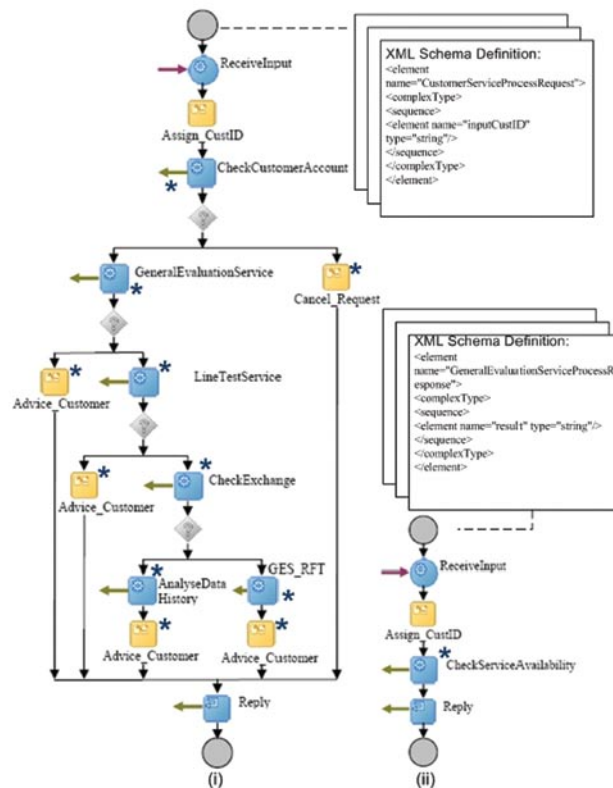 XML Schema Definition:
<element
name="CustomerServiceProcessRequest">
<complexType>
<sequence>
<element name="inputCustID"
type="string"/>
</sequence>
</complexType>
</element>
ReceiveInput
Assign_CustID
*
CheckCustomerAccount
?
GeneralEvaluationService
*
*
Cancel_Request
?
*
Advice_Customer
*
LineTestService
?
*
Advice_Customer
*
CheckExchange
?
*
AnalyseData
History
GES_RFT
*
*
Advice_Customer
*
Advice_Customer
Reply
(i)
XML Schema Definition:
<element
name="GeneralEvaluationServiceProcessR
esponse">
<complexType>
<sequence>
<element name="result" type="string"/>
</sequence>
</complexType>
</element>
ReceiveInput
Assign_CustID
*
CheckServiceAvailability
Reply
(ii)